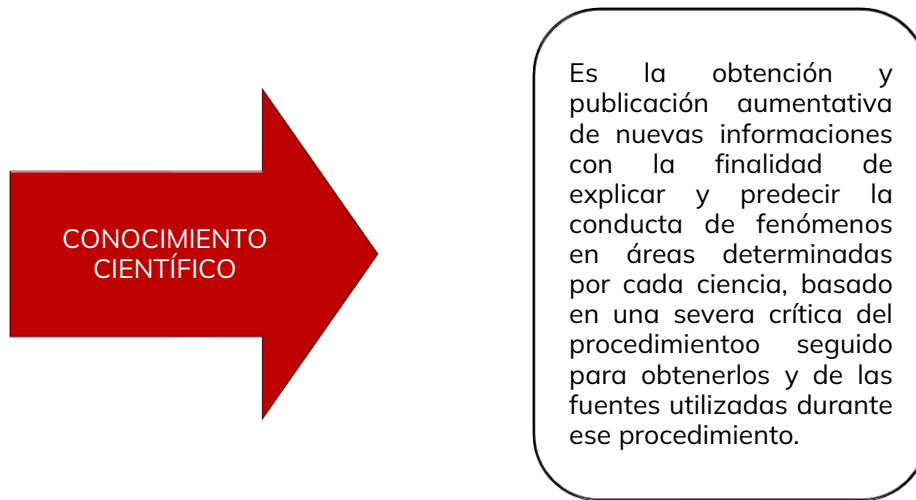 CONOCIMIENTO
CIENTÍFICO
Es la obtención y
publicación aumentativa
de nuevas informaciones
con la finalidad de
explicar y predecir la
conducta de fenómenos
en áreas determinadas
por cada ciencia, basado
en una severa crítica del
procedimientoo seguido
para obtenerlos y de las
fuentes utilizadas durante
ese procedimiento.